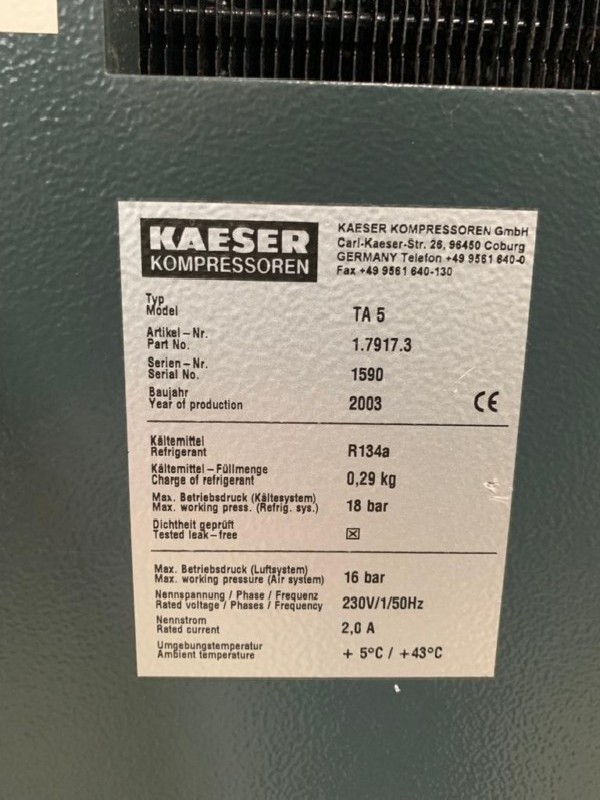 KAESER
KOMPRESSOREN
KAESER KOMPRESSOREN GmbH
Carl-Kaeser-Str. 26, 96450 Coburg
GERMANY Telefon +49 9561 640-0
Fax +49 9561 640-130
Typ
Model TA 5
Artikel – Nr.
Part No. 1.7917.3
Serien – Nr.
Serial No. 1590
Baujahr
Year of production 2003 CE
Kältemittel
Refrigerant R134a
Kältemittel – Füllmenge
Charge of refrigerant 0,29 kg
Max. Betriebsdruck (Kältesystem)
Max. working press. (Refrig. sys.) 18 bar
Dichtheit geprüft
Tested leak – free ☒
Max. Betriebsdruck (Luftsystem)
Max. working pressure (Air system) 16 bar
Nennspannung / Phase / Frequenz
Rated voltage / Phases / Frequency 230V/1/50Hz
Nennstrom
Rated current 2,0 A
Umgebungstemperatur
Ambient temperature + 5°C / +43°C